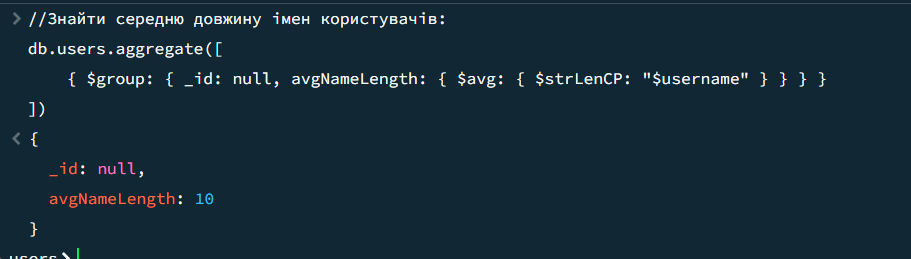 > //Знайти середню довжину імен користувачів:
db.users.aggregate([
    { $group: { _id: null, avgNameLength: { $avg: { $strLenCP: "$username" } } } }
])
< {
  _id: null,
  avgNameLength: 10
}
users>